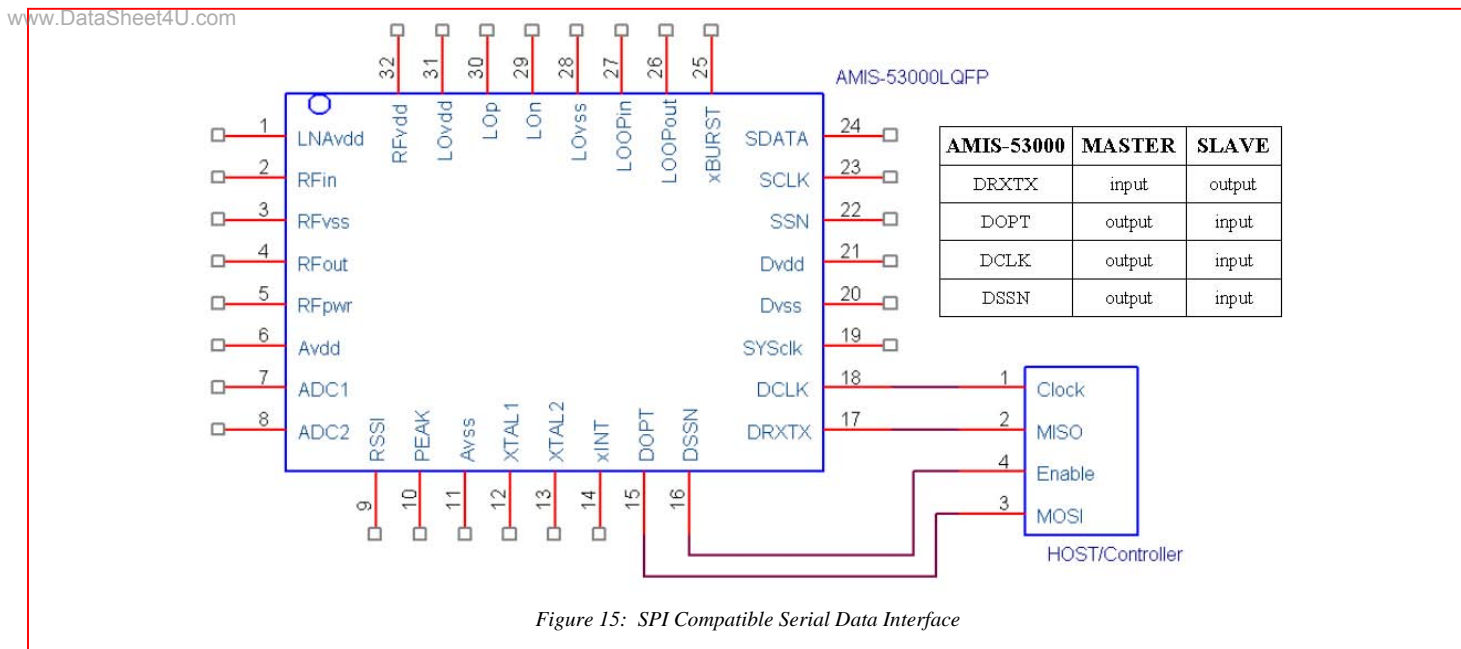 www.DataSheet4U.com
AMIS-53000LQFP
32
31
30
29
28
27
26
25
RFvdd
LOvdd
LOp
LOn
LOvss
LOOPin
LOOPout
xBURST
1 LNAvdd
2 RFin
3 RFvss
4 RFout
5 RFpwr
6 Avdd
7 ADC1
8 ADC2
SDATA 24
SCLK 23
SSN 22
Dvdd 21
Dvss 20
SYSclk 19
DCLK 18
DRXTX 17
RSSI
PEAK
Avss
XTAL1
XTAL2
xINT
DOPT
DSSN
9
10
11
12
13
14
15
16
AMIS-53000 MASTER SLAVE
DRXTX input output
DOPT output input
DCLK output input
DSSN output input
1 Clock
2 MISO
4 Enable
3 MOSI
HOST/Controller
Figure 15: SPI Compatible Serial Data Interface